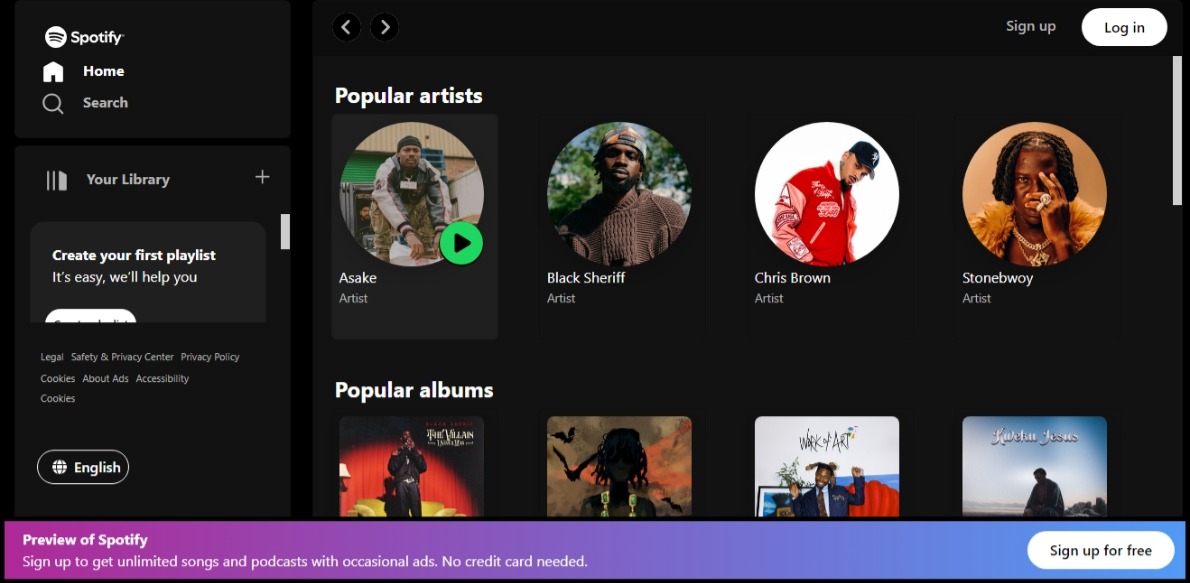 Spotify
Home
Search
Your Library
Create your first playlist
It's easy, we'll help you
Legal Safety & Privacy Center Privacy Policy
Cookies About Ads Accessibility
Cookies
English
Sign up
Log in
Popular artists
Asake
Artist
Black Sheriff
Artist
Chris Brown
Artist
Stonebwoy
Artist
Popular albums
THE VILLAIN
WORK OF ART
Kweku Jesus
Preview of Spotify
Sign up to get unlimited songs and podcasts with occasional ads. No credit card needed.
Sign up for free